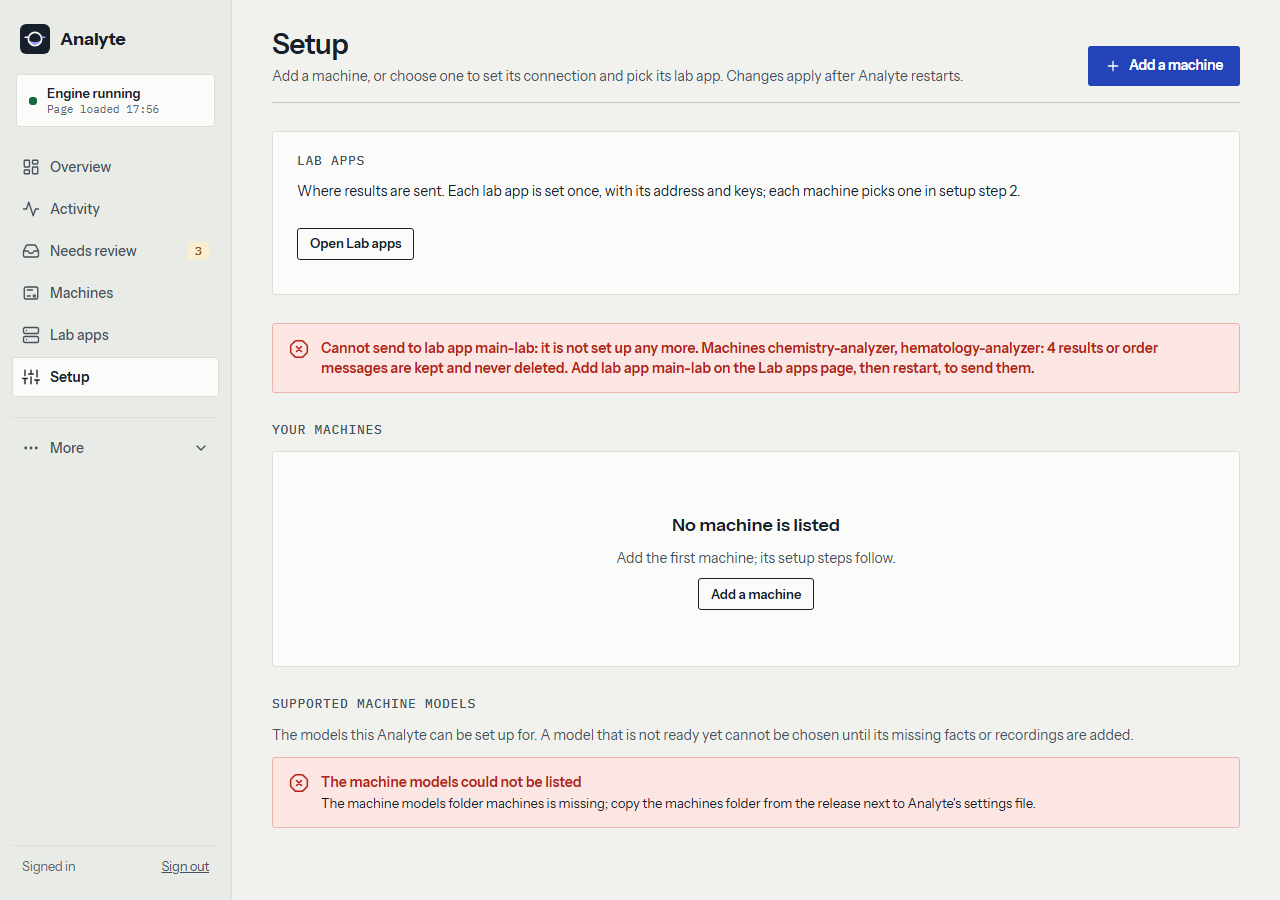 Analyte
Engine running
Page loaded 17:56
Overview
Activity
Needs review 3
Machines
Lab apps
Setup
More
Signed in Sign out
Setup
Add a machine, or choose one to set its connection and pick its lab app. Changes apply after Analyte restarts.
Add a machine
LAB APPS
Where results are sent. Each lab app is set once, with its address and keys; each machine picks one in setup step 2.
Open Lab apps
Cannot send to lab app main-lab: it is not set up any more. Machines chemistry-analyzer, hematology-analyzer: 4 results or order
messages are kept and never deleted. Add lab app main-lab on the Lab apps page, then restart, to send them.
YOUR MACHINES
No machine is listed
Add the first machine; its setup steps follow.
Add a machine
SUPPORTED MACHINE MODELS
The models this Analyte can be set up for. A model that is not ready yet cannot be chosen until its missing facts or recordings are added.
The machine models could not be listed
The machine models folder machines is missing; copy the machines folder from the release next to Analyte's settings file.